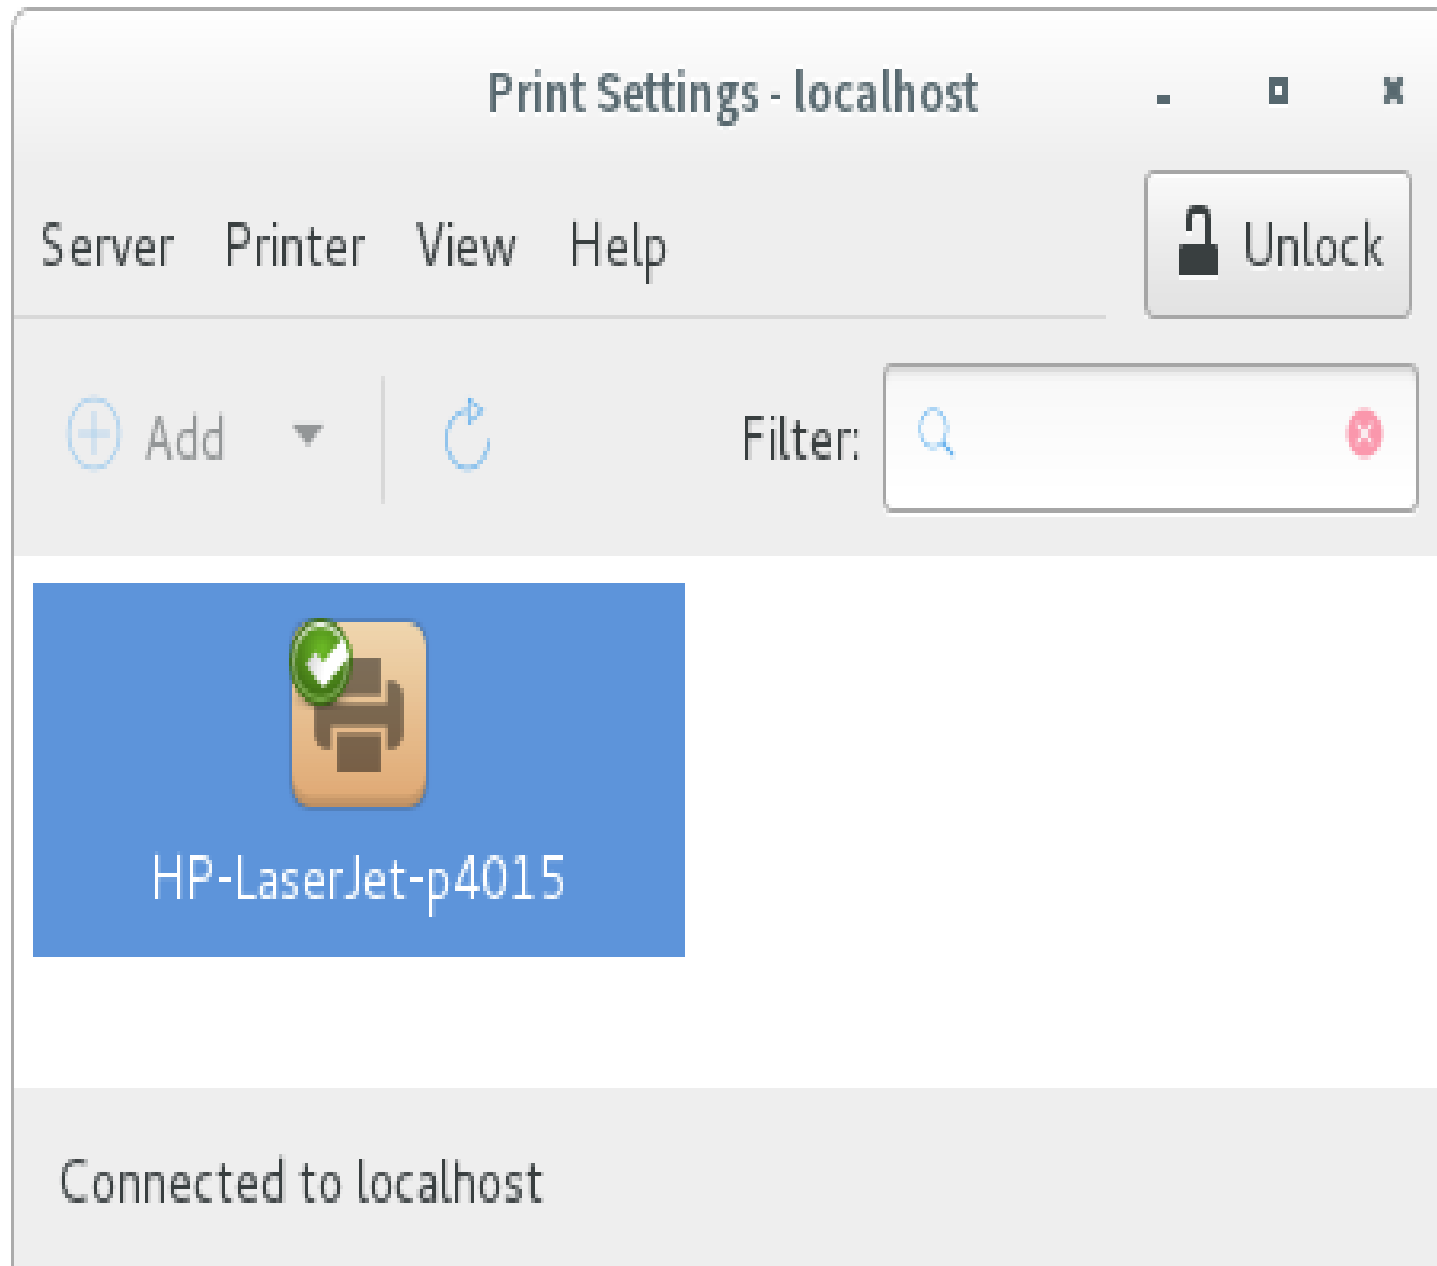 Print Settings - localhost
Server Printer View Help Unlock
Add Filter:
HP-LaserJet-p4015
Connected to localhost